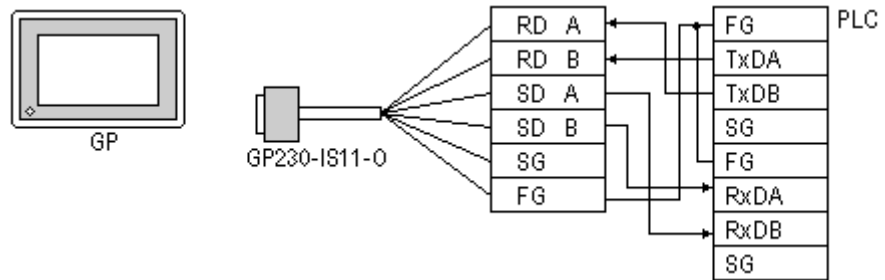 GP
GP230-IS11-O
RD A
RD B
SD A
SD B
SG
FG
PLC
FG
TxDA
TxDB
SG
FG
RxDA
RxDB
SG